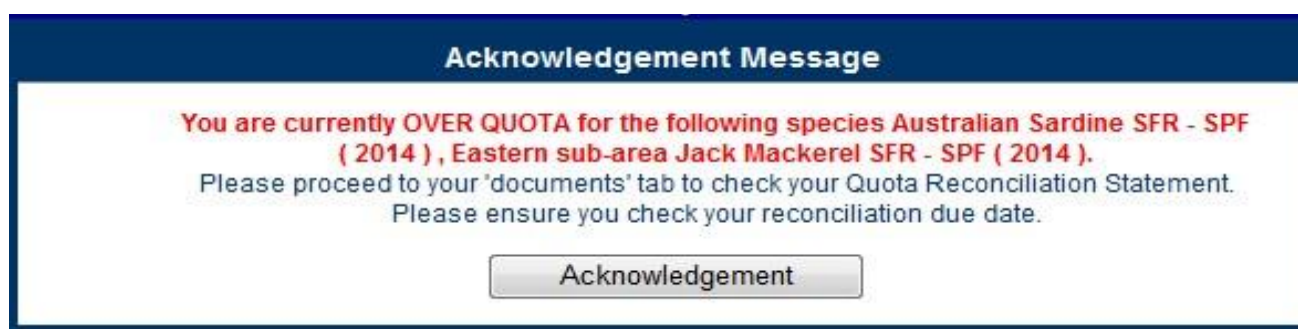 Acknowledgement Message
You are currently OVER QUOTA for the following species Australian Sardine SFR - SPF
( 2014 ) , Eastern sub-area Jack Mackerel SFR - SPF ( 2014 ).
Please proceed to your 'documents' tab to check your Quota Reconciliation Statement.
Please ensure you check your reconciliation due date.
Acknowledgement